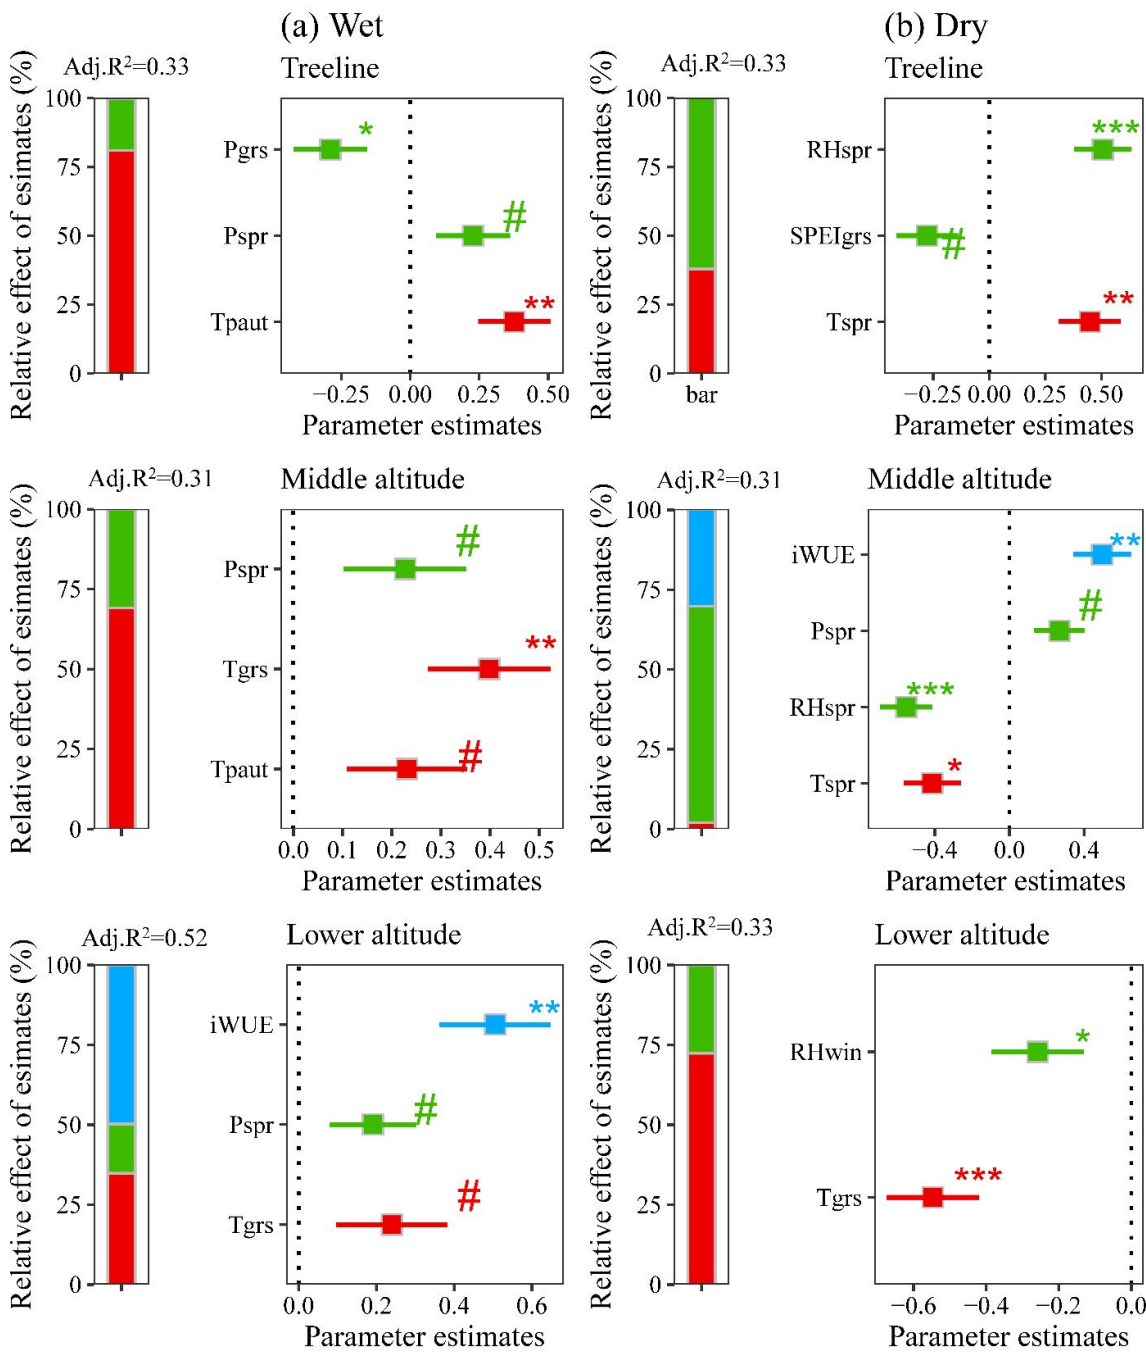 (a) Wet
(b) Dry
Adj.R²=0.33
Treeline
Relative effect of esimates (%)
100
75
50
25
0
Pgrs
*
Pspr
#
Tpaut
**
−0.25
0.00
0.25
0.50
Parameter estimates
Adj.R²=0.33
Treeline
Relative effect of esimates (%)
100
75
50
25
0
bar
RHspr
***
SPEIgrs
#
Tspr
**
−0.25
0.00
0.25
0.50
Parameter estimates
Adj.R²=0.31
Middle altitude
Relative effect of esimates (%)
100
75
50
25
0
Pspr
#
Tgrs
**
Tpaut
#
0.0
0.1
0.2
0.3
0.4
0.5
Parameter estimates
Adj.R²=0.31
Middle altitude
Relative effect of esimates (%)
100
75
50
25
0
iWUE
**
Pspr
#
RHspr
***
Tspr
*
−0.4
0.0
0.4
Parameter estimates
Adj.R²=0.52
Lower altitude
Relative effect of esimates (%)
100
75
50
25
0
iWUE
**
Pspr
#
Tgrs
#
0.0
0.2
0.4
0.6
Parameter estimates
Adj.R²=0.33
Lower altitude
Relative effect of esimates (%)
100
75
50
25
0
RHwin
*
Tgrs
***
−0.6
−0.4
−0.2
0.0
Parameter estimates